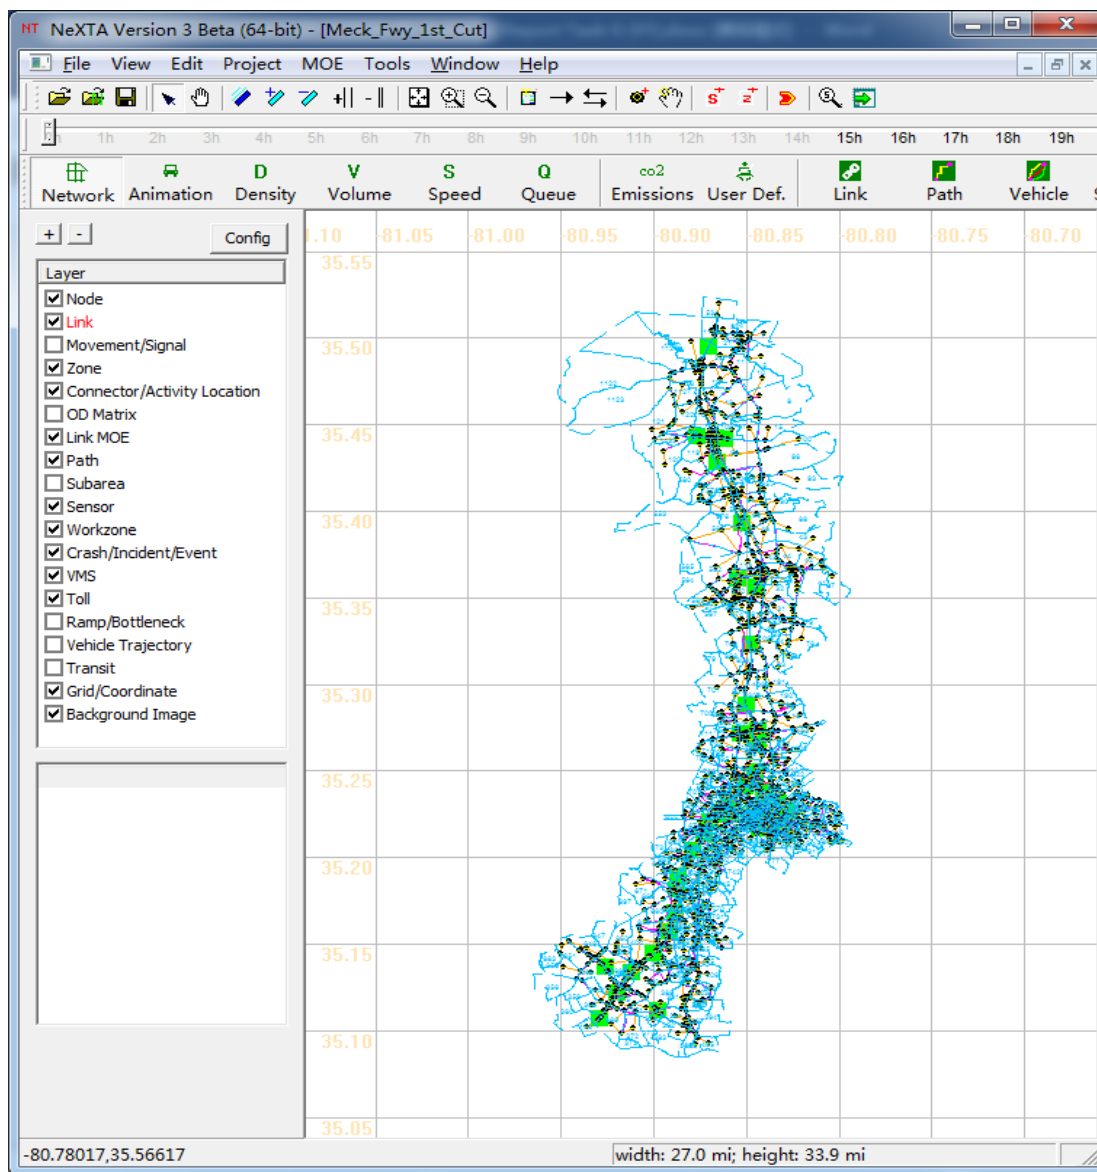 NT NeXTA Version 3 Beta (64-bit) - [Meck_Fwy_1st_Cut]
File View Edit Project MOE Tools Window Help
1h 2h 3h 4h 5h 6h 7h 8h 9h 10h 11h 12h 13h 14h 15h 16h 17h 18h 19h
D V S Q co2
Network Animation Density Volume Speed Queue Emissions User Def. Link Path Vehicle
+ - Config
1.10 -81.05 -81.00 -80.95 -80.90 -80.85 -80.80 -80.75 -80.70
Layer
Node
Link
Movement/Signal
Zone
Connector/Activity Location
OD Matrix
Link MOE
Path
Subarea
Sensor
Workzone
Crash/Incident/Event
VMS
Toll
Ramp/Bottleneck
Vehicle Trajectory
Transit
Grid/Coordinate
Background Image
35.55
35.50
35.45
35.40
35.35
35.30
35.25
35.20
35.15
35.10
35.05
-80.78017,35.56617 width: 27.0 mi; height: 33.9 mi